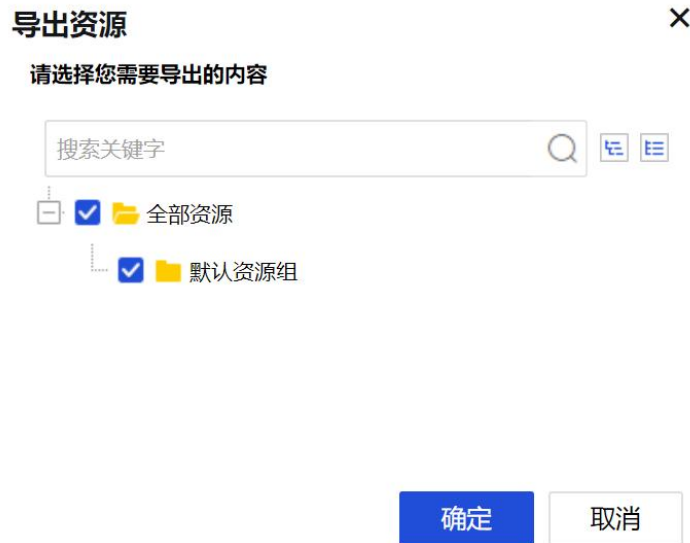 导出资源
请选择您需要导出的内容
搜索关键字
全部资源
默认资源组
确定 取消